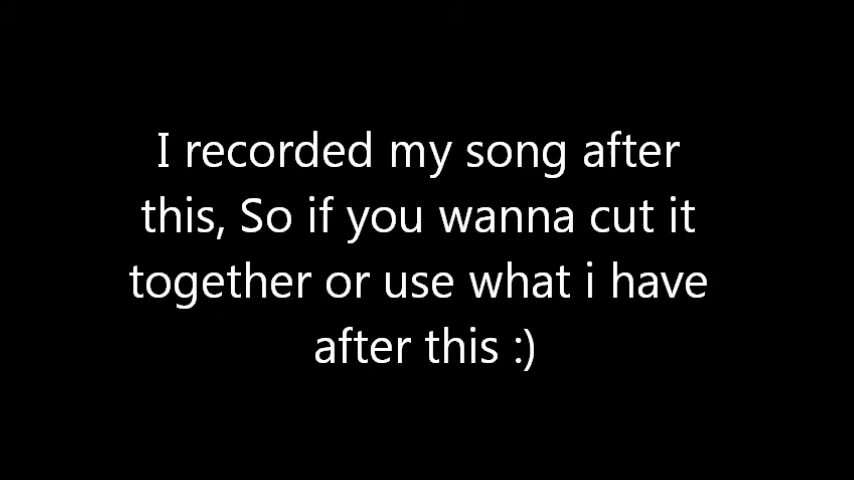 I recorded my song after
this, So if you wanna cut it
together or use what i have
after this :)